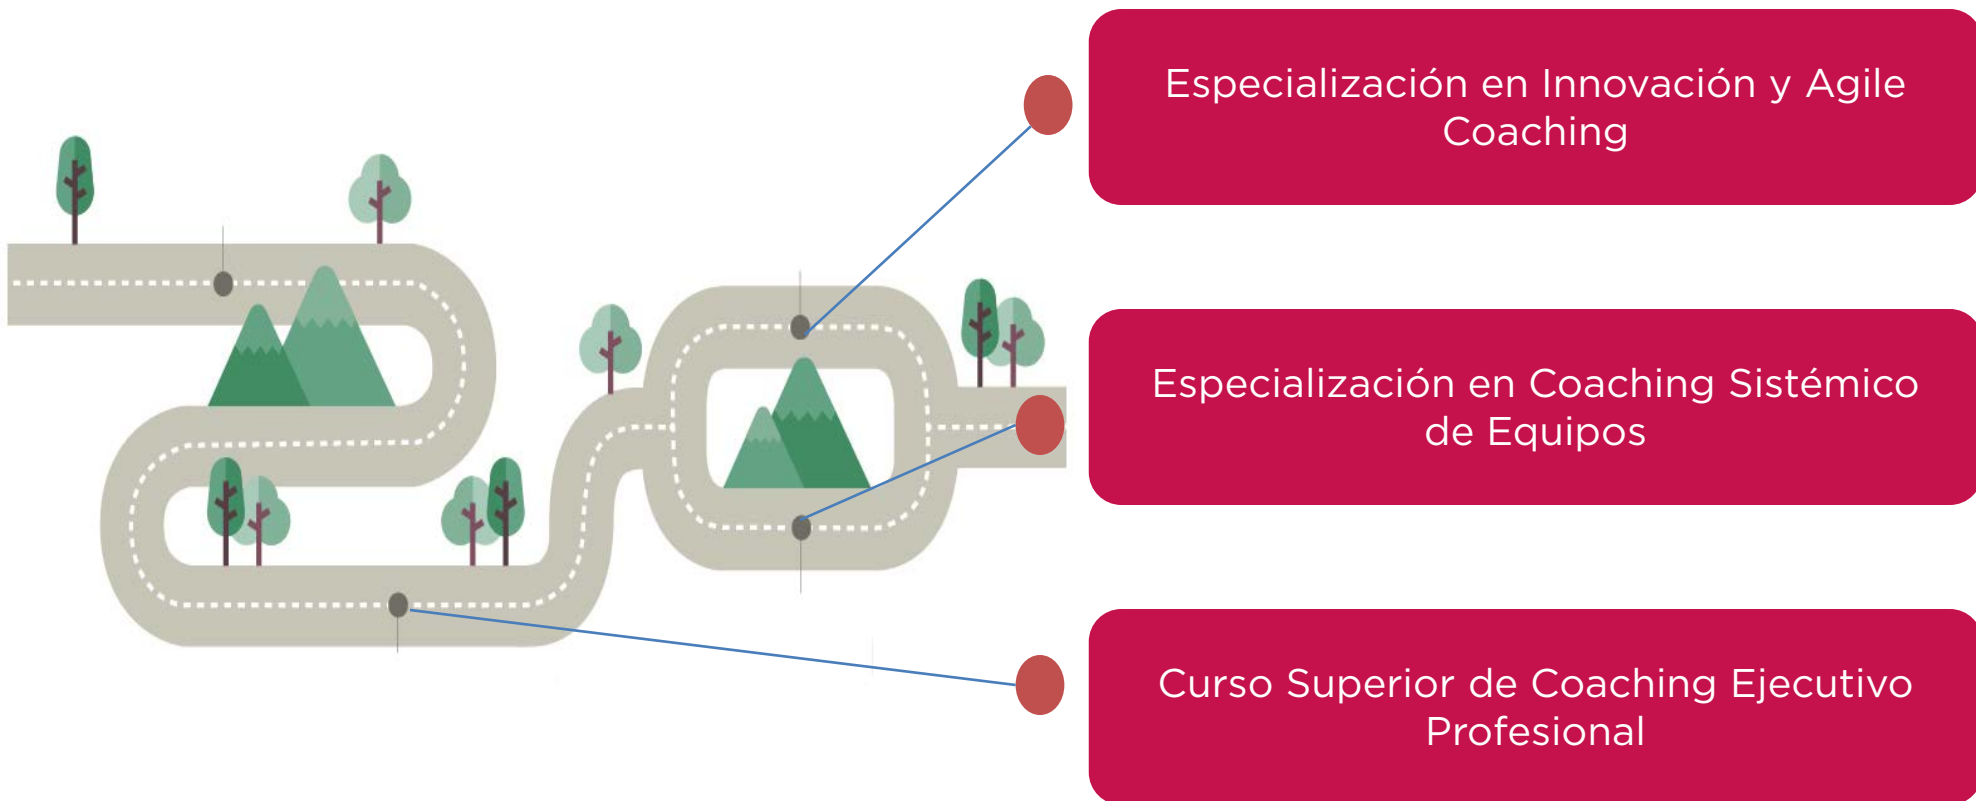 Especialización en Innovación y Agile
Coaching
Especialización en Coaching Sistémico
de Equipos
Curso Superior de Coaching Ejecutivo
Profesional